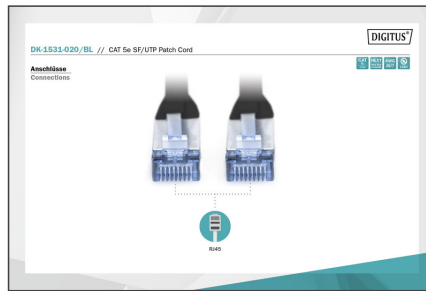 DIGITUS®
DK-1531-020/BL // CAT 5e SF/UTP Patch Cord
Anschlüsse
Connections
RJ45